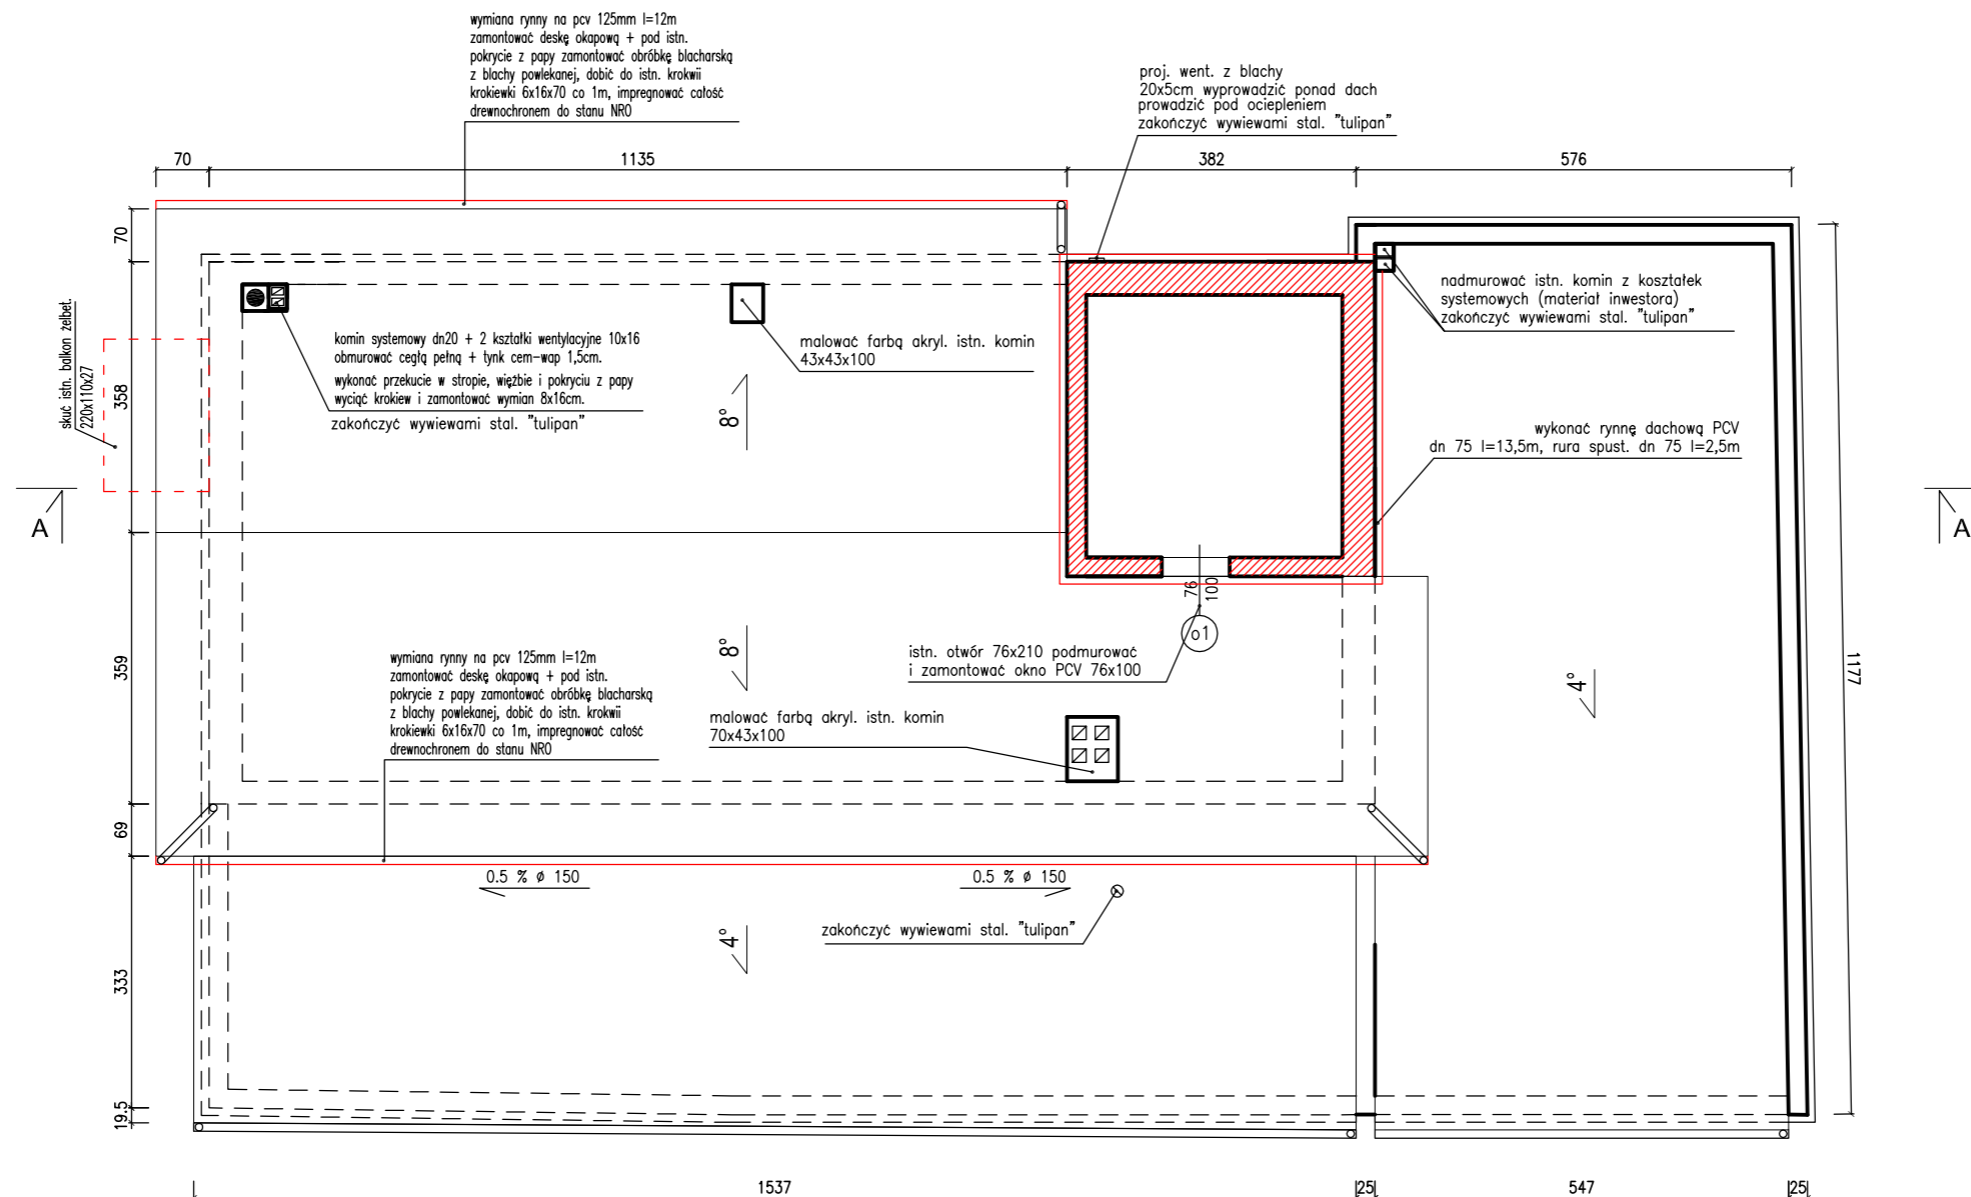 wymiana rynny na pcv 125mm l=12m
zamontować deskę okapową + pod istn.
pokrycie z papy zamontować obróbkę blacharską
z blachy powlekanej, dobić do istn. krokwii
krokiewki 6x16x70 co 1m, impregnować całość
drewnochronem do stanu NRO
proj. went. z blachy
20x5cm wyprowadzić ponad dach
prowadzić pod ociepleniem
zakończyć wywiewami stal. "tulipan"
70
1135
382
576
70
358
359
69
333
19.5
skuć istn. balkon żelbet.
220x110x27
komin systemowy dn20 + 2 kształki wentylacyjne 10x16
obmurować cegłą pełną + tynk cem-wap 1,5cm.
wykonać przekucie w stropie, więźbie i pokryciu z papy
wyciąć krokiew i zamontować wymian 8x16cm.
zakończyć wywiewami stal. "tulipan"
malować farbą akryl. istn. komin
43x43x100
8°
nadmurować istn. komin z koształek
systemowych (materiał inwestora)
zakończyć wywiewami stal. "tulipan"
wykonać rynnę dachową PCV
dn 75 l=13,5m, rura spust. dn 75 l=2,5m
A
A
76
100
o1
istn. otwór 76x210 podmurować
i zamontować okno PCV 76x100
8°
4°
1177
wymiana rynny na pcv 125mm l=12m
zamontować deskę okapową + pod istn.
pokrycie z papy zamontować obróbkę blacharską
z blachy powlekanej, dobić do istn. krokwii
krokiewki 6x16x70 co 1m, impregnować całość
drewnochronem do stanu NRO
malować farbą akryl. istn. komin
70x43x100
0.5 % ø 150
0.5 % ø 150
zakończyć wywiewami stal. "tulipan"
4°
1537
25
547
25